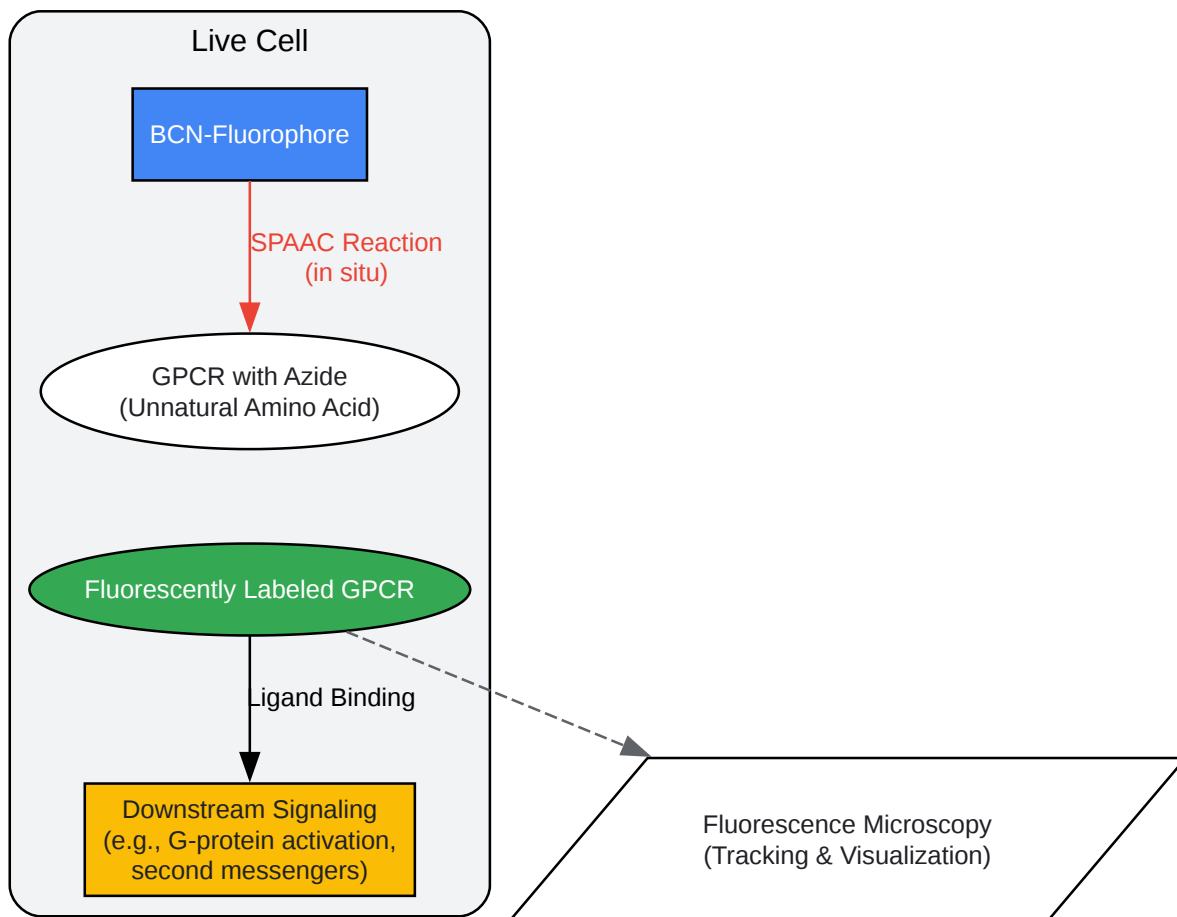 Live Cell
BCN-Fluorophore
SPAAC Reaction
(in situ)
GPCR with Azide
(Unnatural Amino Acid)
Fluorescently Labeled GPCR
Ligand Binding
Downstream Signaling
(e.g., G-protein activation,
second messengers)
Fluorescence Microscopy
(Tracking & Visualization)